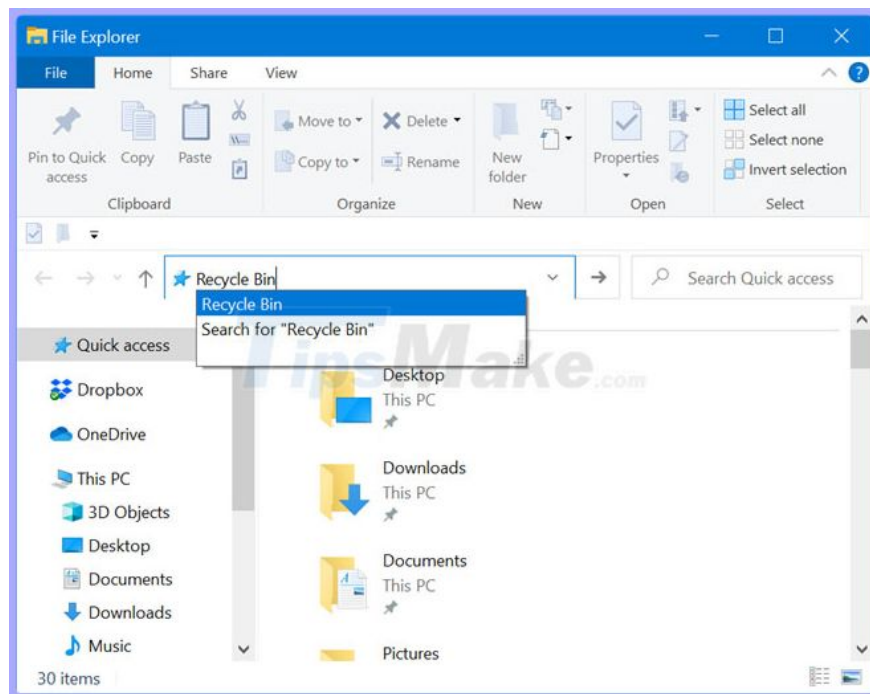 File Explorer
File Home Share View
Pin to Quick access
Copy
Paste
Move to
Copy to
Delete
Rename
New folder
Properties
Select all
Select none
Invert selection
Clipboard Organize New Open Select
Recycle Bin
Search Quick access
Recycle Bin
Search for "Recycle Bin"
Quick access
Dropbox
OneDrive
This PC
3D Objects
Desktop
Documents
Downloads
Music
Desktop
This PC
Downloads
This PC
Documents
This PC
Pictures
30 items
TipsMake.com